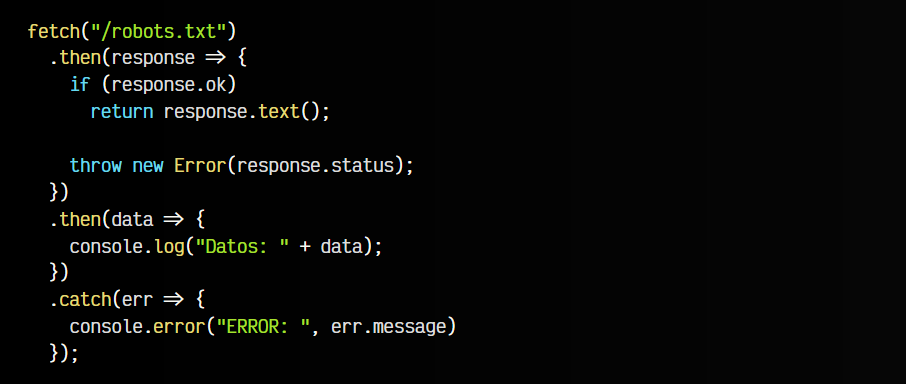 fetch("/robots.txt")
  .then(response => {
    if (response.ok)
      return response.text();

    throw new Error(response.status);
  })
  .then(data => {
    console.log("Datos: " + data);
  })
  .catch(err => {
    console.error("ERROR: ", err.message)
  });